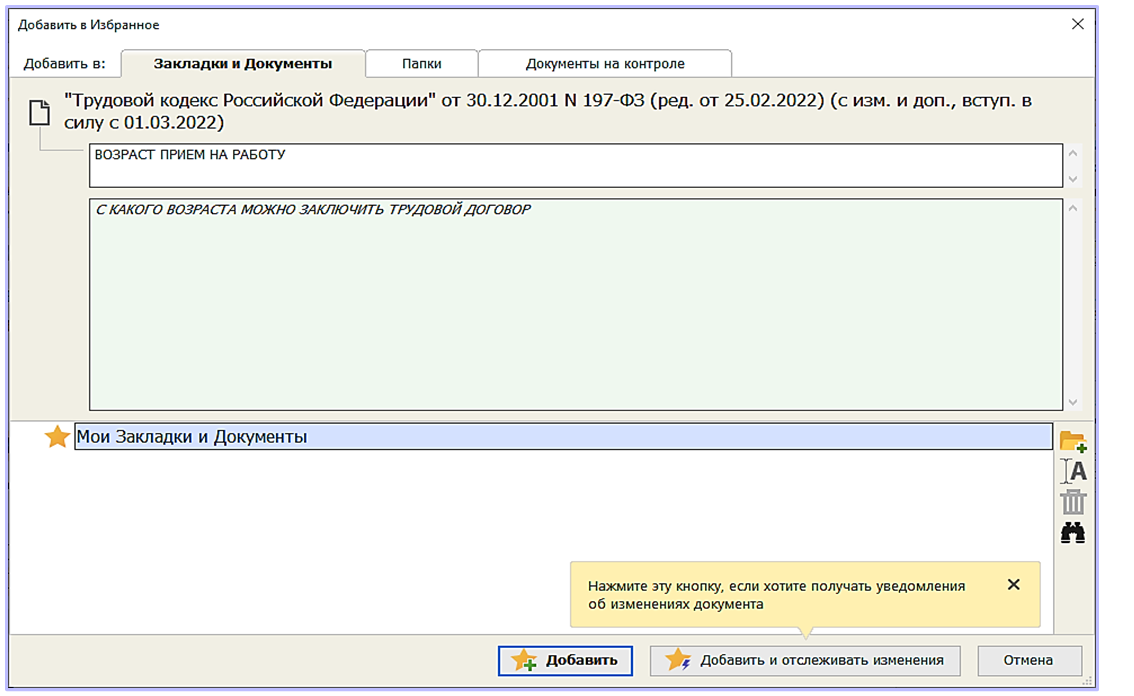 Добавить в Избранное
Добавить в: Закладки и Документы Папки Документы на контроле
"Трудовой кодекс Российской Федерации" от 30.12.2001 N 197-ФЗ (ред. от 25.02.2022) (с изм. и доп., вступ. в
силу с 01.03.2022)
ВОЗРАСТ ПРИЕМ НА РАБОТУ
С КАКОГО ВОЗРАСТА МОЖНО ЗАКЛЮЧИТЬ ТРУДОВОЙ ДОГОВОР
Мои Закладки и Документы
Нажмите эту кнопку, если хотите получать уведомления
об изменениях документа
Добавить Добавить и отслеживать изменения Отмена